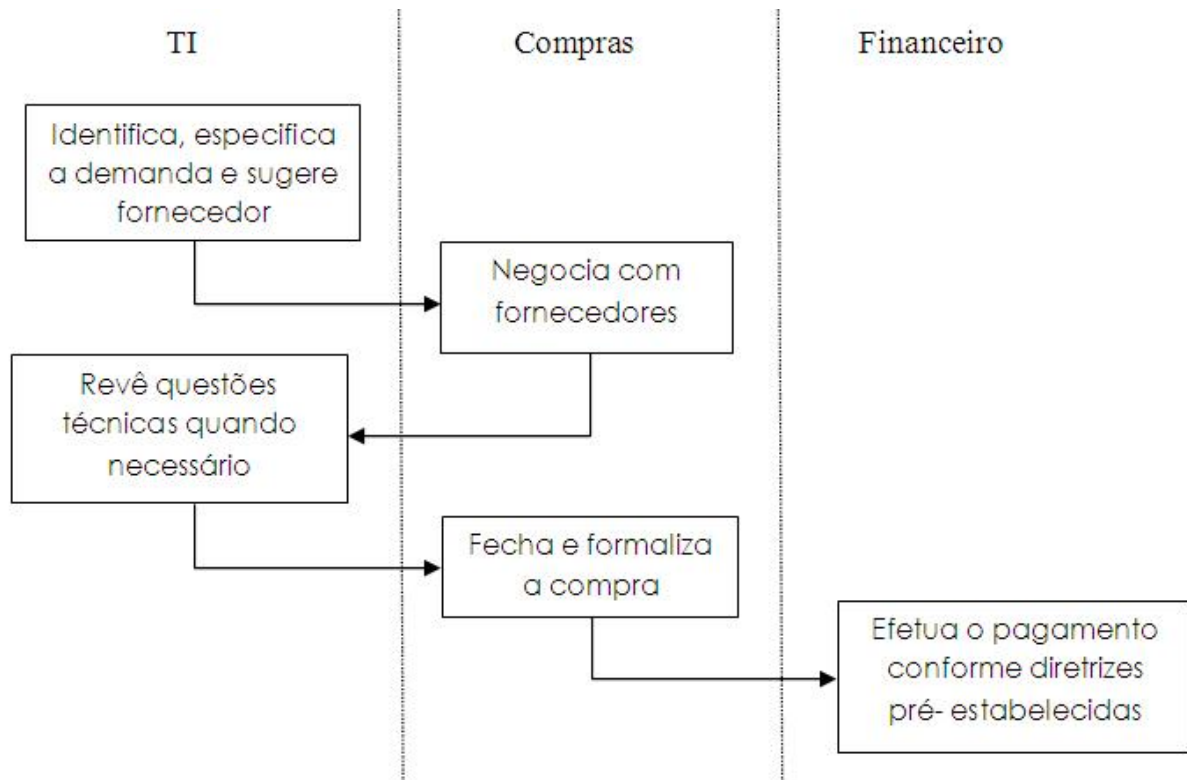 TI
Compras
Financeiro
Identifica, especifica
a demanda e sugere
fornecedor
Negocia com
fornecedores
Revê questões
técnicas quando
necessário
Fecha e formaliza
a compra
Efetua o pagamento
conforme diretrizes
pré- estabelecidas